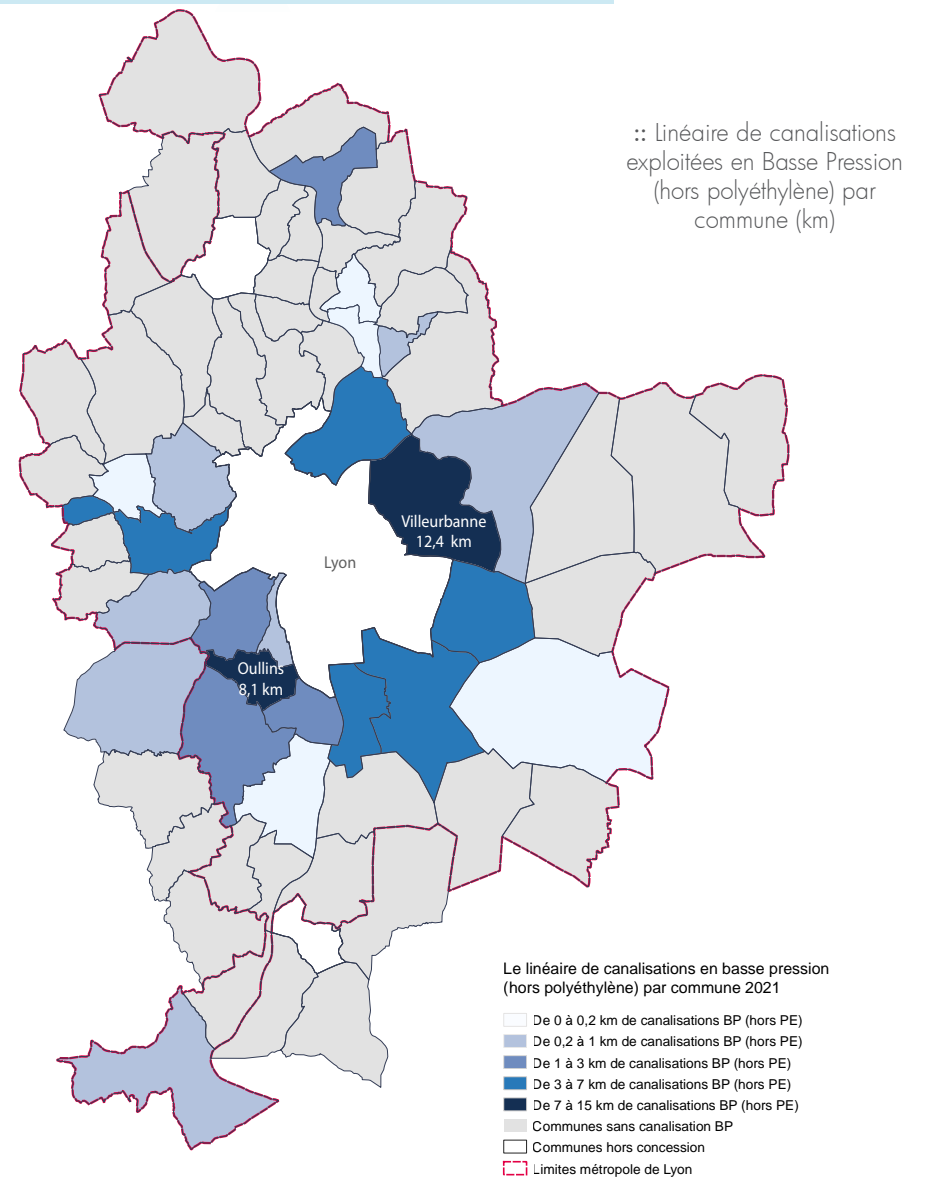 :: Linéaire de canalisations
exploitées en Basse Pression
(hors polyéthylène) par
commune (km)
Villeurbanne
12,4 km
Lyon
Oullins
8,1 km
Le linéaire de canalisations en basse pression
(hors polyéthylène) par commune 2021
De 0 à 0,2 km de canalisations BP (hors PE)
De 0,2 à 1 km de canalisations BP (hors PE)
De 1 à 3 km de canalisations BP (hors PE)
De 3 à 7 km de canalisations BP (hors PE)
De 7 à 15 km de canalisations BP (hors PE)
Communes sans canalisation BP
Communes hors concession
Limites métropole de Lyon